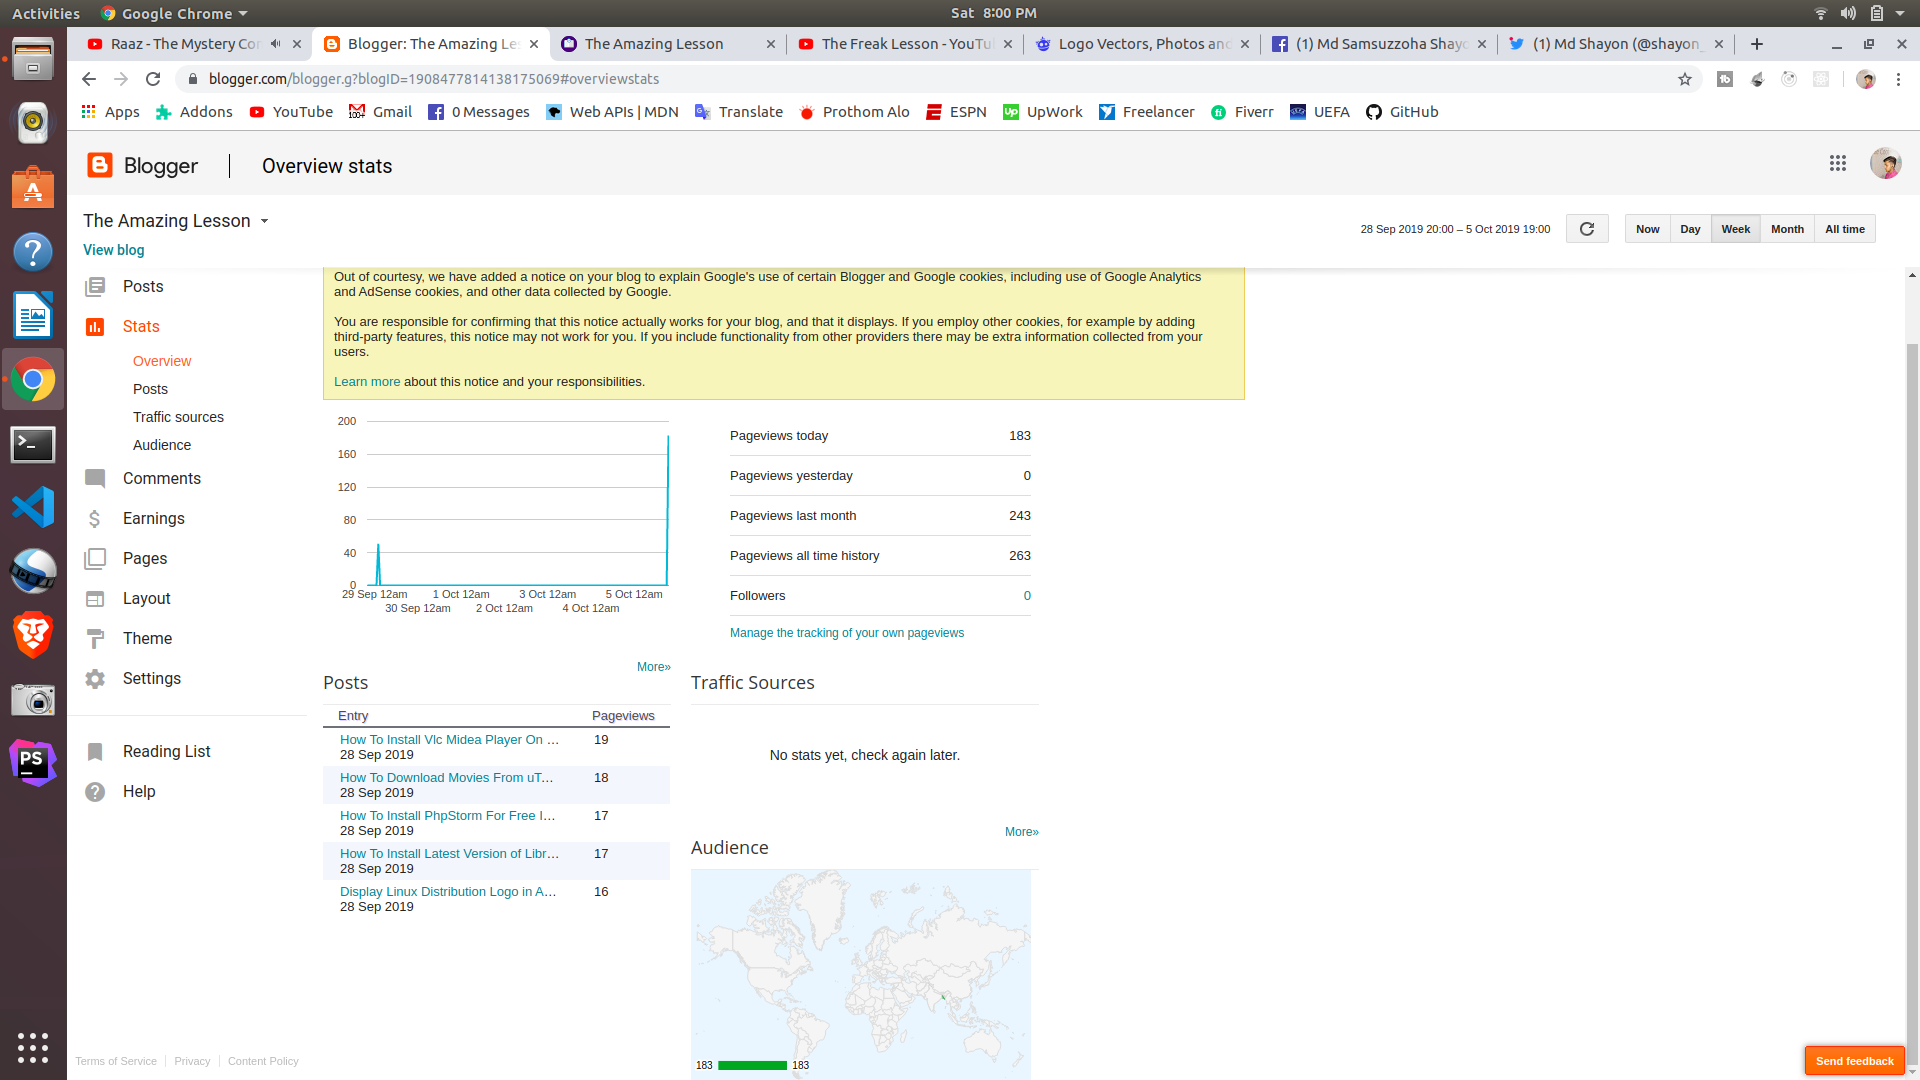 Activities
Google Chrome
Sat 8:00 PM
Raaz - The Mystery Cor
Blogger: The Amazing Le
The Amazing Lesson
The Freak Lesson - YouTu
Logo Vectors, Photos and
(1) Md Samsuzzoha Shayo
(1) Md Shayon (@shayon_
blogger.com/blogger.g?blogID=1908477814138175069#overviewstats
Apps
Addons
YouTube
Gmail
0 Messages
Web APIs | MDN
Translate
Prothom Alo
ESPN
UpWork
Freelancer
Fiverr
UEFA
GitHub
Blogger
Overview stats
The Amazing Lesson
View blog
28 Sep 2019 20:00 – 5 Oct 2019 19:00
Now
Day
Week
Month
All time
Posts
Stats
Overview
Posts
Traffic sources
Audience
Comments
Earnings
Pages
Layout
Theme
Settings
Reading List
Help
Out of courtesy, we have added a notice on your blog to explain Google's use of certain Blogger and Google cookies, including use of Google Analytics
and AdSense cookies, and other data collected by Google.
You are responsible for confirming that this notice actually works for your blog, and that it displays. If you employ other cookies, for example by adding
third-party features, this notice may not work for you. If you include functionality from other providers there may be extra information collected from your
users.
Learn more about this notice and your responsibilities.
200
160
120
80
40
0
29 Sep 12am 1 Oct 12am 3 Oct 12am 5 Oct 12am
30 Sep 12am 2 Oct 12am 4 Oct 12am
Pageviews today 183
Pageviews yesterday 0
Pageviews last month 243
Pageviews all time history 263
Followers 0
Manage the tracking of your own pageviews
More»
Posts
Entry Pageviews
How To Install Vlc Midea Player On … 19
28 Sep 2019
How To Download Movies From uT… 18
28 Sep 2019
How To Install PhpStorm For Free I… 17
28 Sep 2019
How To Install Latest Version of Libr… 17
28 Sep 2019
Display Linux Distribution Logo in A… 16
28 Sep 2019
Traffic Sources
No stats yet, check again later.
More»
Audience
183 183
Terms of Service
Privacy
Content Policy
Send feedback